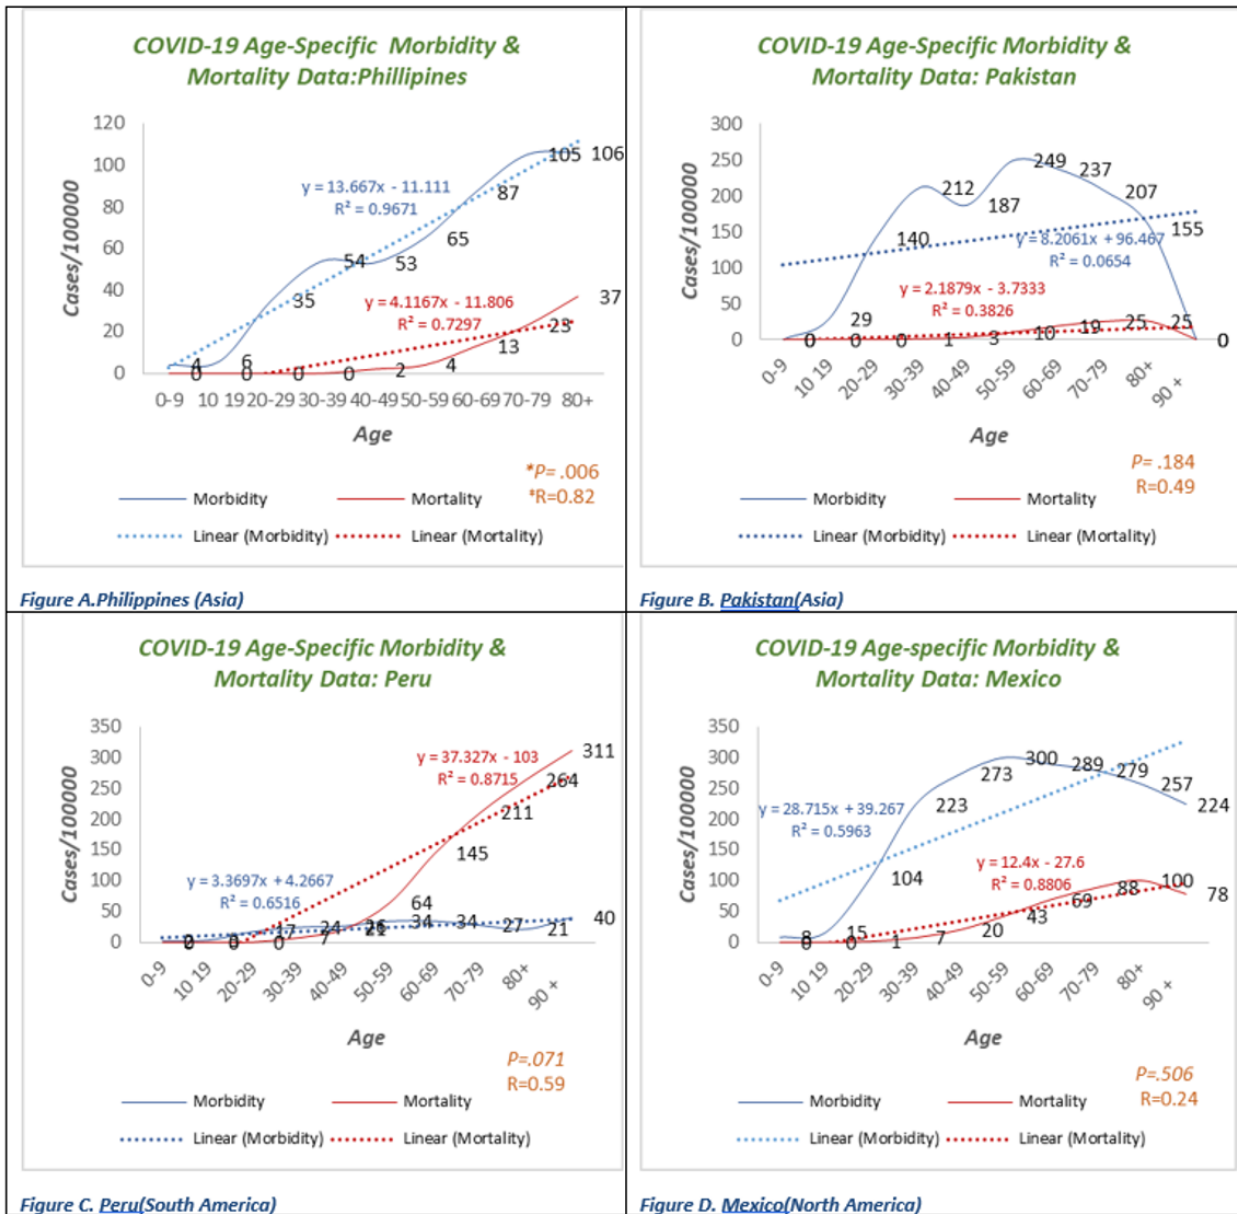 COVID-19 Age-Specific Morbidity &
Mortality Data:Phillipines
120
100
80
60
40
20
0
Cases/100000
y = 13.667x - 11.111
R² = 0.9671
y = 4.1167x - 11.806
R² = 0.7297
4
6
35
54
53
65
87
105
106
0
0
0
0
2
4
13
23
37
0-9
10 19
20-29
30-39
40-49
50-59
60-69
70-79
80+
Age
*P= .006
*R=0.82
Morbidity
Mortality
Linear (Morbidity)
Linear (Mortality)
Figure A.Philippines (Asia)
COVID-19 Age-Specific Morbidity &
Mortality Data: Pakistan
300
250
200
150
100
50
0
Cases/100000
y = 8.2061x + 96.467
R² = 0.0654
y = 2.1879x - 3.7333
R² = 0.3826
0
29
140
212
187
249
237
207
155
0
0
0
1
3
10
19
25
25
0
0-9
10 19
20-29
30-39
40-49
50-59
60-69
70-79
80+
90 +
Age
P= .184
R=0.49
Morbidity
Mortality
Linear (Morbidity)
Linear (Mortality)
Figure B. Pakistan(Asia)
COVID-19 Age-Specific Morbidity &
Mortality Data: Peru
350
300
250
200
150
100
50
0
Cases/100000
y = 37.327x - 103
R² = 0.8715
y = 3.3697x + 4.2667
R² = 0.6516
17
24
34
34
27
21
40
0
7
21
64
145
211
264
311
0-9
10 19
20-29
30-39
40-49
50-59
60-69
70-79
80+
90 +
Age
P=.071
R=0.59
Morbidity
Mortality
Linear (Morbidity)
Linear (Mortality)
Figure C. Peru(South America)
COVID-19 Age-specific Morbidity &
Mortality Data: Mexico
350
300
250
200
150
100
50
0
Cases/100000
y = 28.715x + 39.267
R² = 0.5963
y = 12.4x - 27.6
R² = 0.8806
8
15
104
223
273
300
289
279
257
224
0
0
1
7
20
43
69
88
100
78
0-9
10 19
20-29
30-39
40-49
50-59
60-69
70-79
80+
90 +
Age
P=.506
R=0.24
Morbidity
Mortality
Linear (Morbidity)
Linear (Mortality)
Figure D. Mexico(North America)